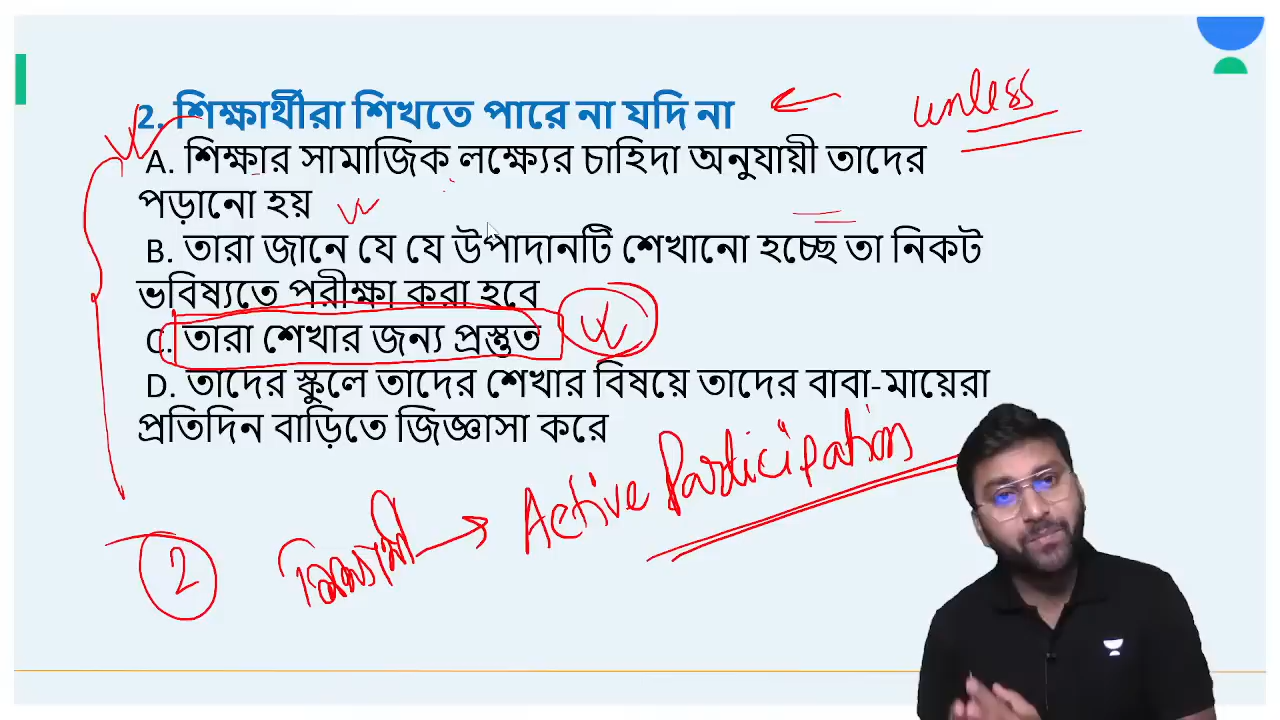 2. শিক্ষার্থীরা শিখতে পারে না যদি না
unless
A. শিক্ষার সামাজিক লক্ষ্যের চাহিদা অনুযায়ী তাদের
পড়ানো হয়
B. তারা জানে যে যে উপাদানটি শেখানো হচ্ছে তা নিকট
ভবিষ্যতে পরীক্ষা করা হবে
C. তারা শেখার জন্য প্রস্তুত
D. তাদের স্কুলে তাদের শেখার বিষয়ে তাদের বাবা-মায়েরা
প্রতিদিন বাড়িতে জিজ্ঞাসা করে
Active Participation
2